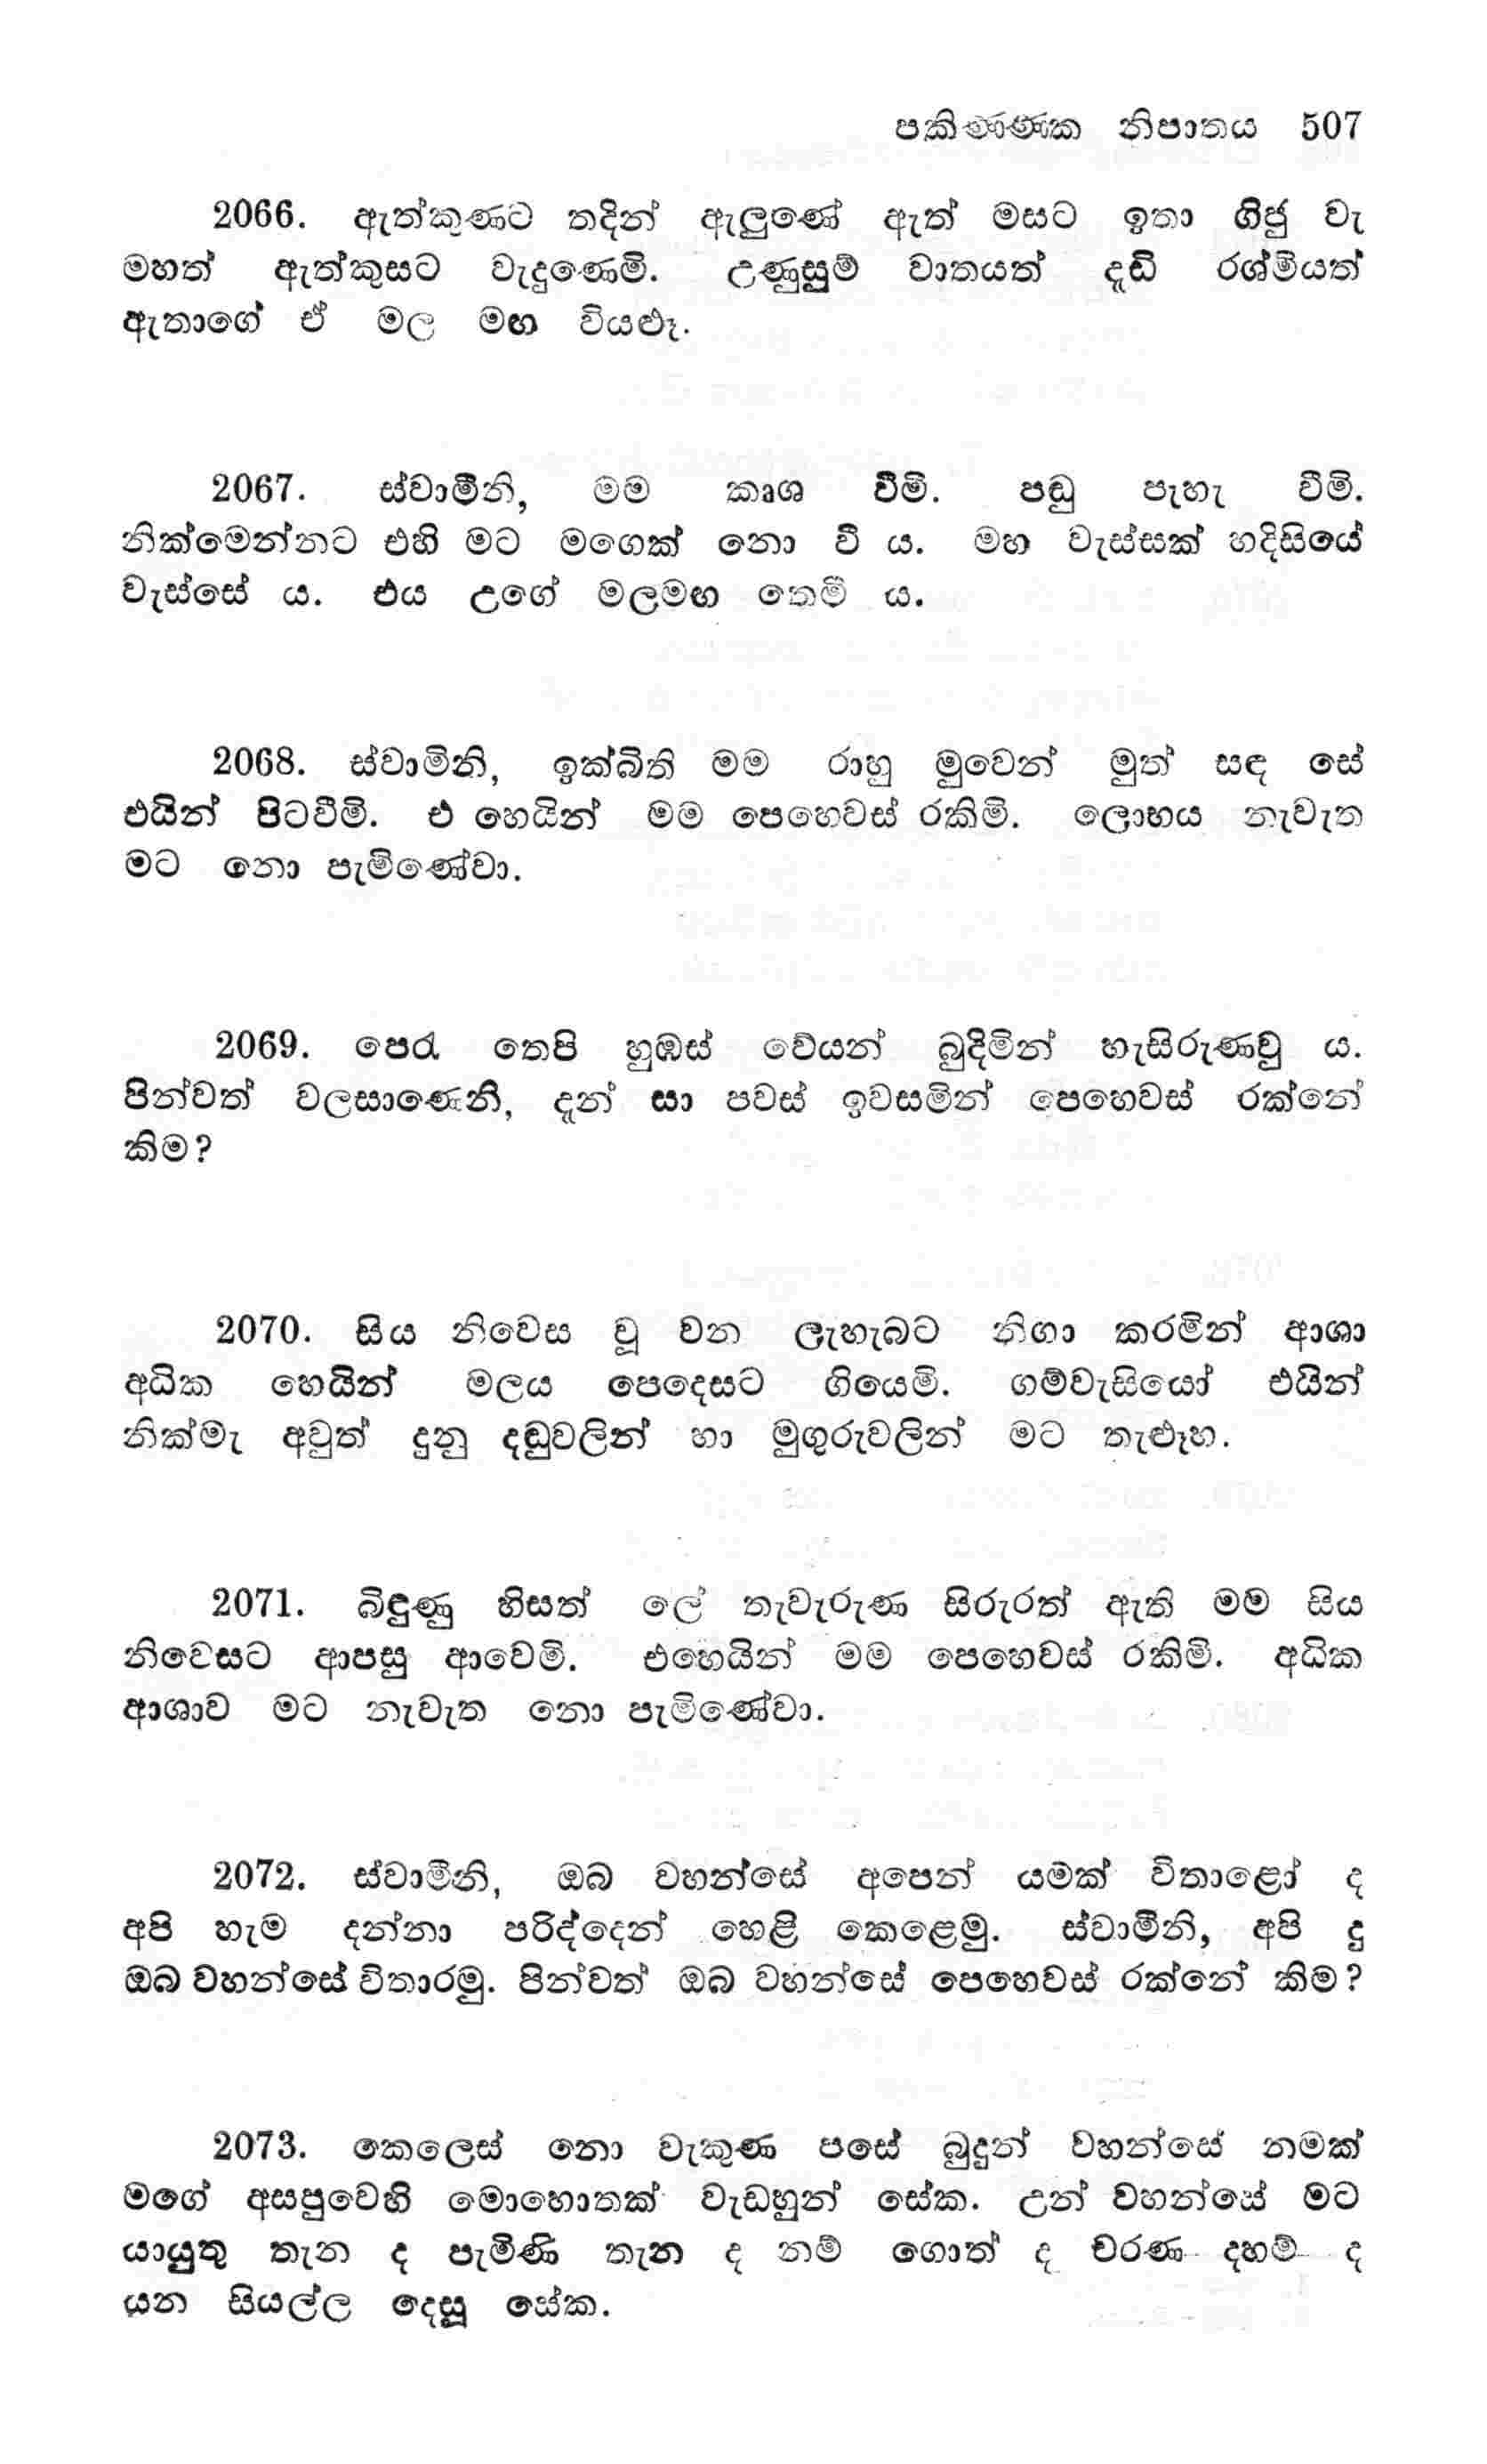 පකිණ්ණක නිපාතය 507
2066. ඇත්කුණට තදින් ඇලුණේ ඇත් මසට ඉතා ගිජු වැ
මහත් ඇත්කුසට වැදුණෙමි. උණුසුම් වාතයත් දැඩි රශ්මියත්
ඇතාගේ ඒ මල මඟ වියළූ.
2067. ස්වාමීනි, මම කෘශ වීමි. පඬු පැහැ වීමි.
නික්මෙන්නට එහි මට මගෙක් නො වී ය. මහ වැස්සක් හදිසියේ
වැස්සේ ය. එය උගේ මලමඟ තෙමී ය.
2068. ස්වාමිනි, ඉක්බිති මම රාහු මුවෙන් මුත් සඳ සේ
එයින් පිටවීමි. එ හෙයින් මම පෙහෙවස් රකිමි. ලොභය නැවැත
මට නො පැමිණේවා.
2069. පෙර තෙපි හුඹස් වේයන් බුදිමින් හැසිරුණවු ය.
පින්වත් වලසාණෙනි, දැන් සා පවස් ඉවසමින් පෙහෙවස් රක්නේ
කිම?
2070. සිය නිවෙස වූ වන ලැහැබට නිගා කරමින් ආශා
අධික හෙයින් මලය පෙදෙසට ගියෙමි. ගම්වැසියෝ එයින්
නික්මැ අවුත් දුනු දඬුවලින් හා මුගුරුවලින් මට තැළූහ.
2071. බිඳුණු හිසත් ලේ තැවැරුණ සිරුරත් ඇති මම සිය
නිවෙසට ආපසු ආවෙමි. එහෙයින් මම පෙහෙවස් රකිමි. අධික
ආශාව මට නැවැත නො පැමිණේවා.
2072. ස්වාමීනි, ඔබ වහන්සේ අපෙන් යමක් විතාළෝ ද
අපි හැම දන්නා පරිද්දෙන් හෙළි කෙළෙමු. ස්වාමීනි, අපි දු
ඔබ වහන්සේ විතාරමු. පින්වත් ඔබ වහන්සේ පෙහෙවස් රක්නේ කිම?
2073. කෙලෙස් නො වැකුණ පසේ බුදුන් වහන්සේ නමක්
මගේ අසපුවෙහි මොහොතක් වැඩහුන් සේක. උන් වහන්සේ මට
යායුතු තැන ද පැමිණි තැන ද නම් ගොත් ද චරණ දහම් ද
යන සියල්ල දෙසූ සේක.